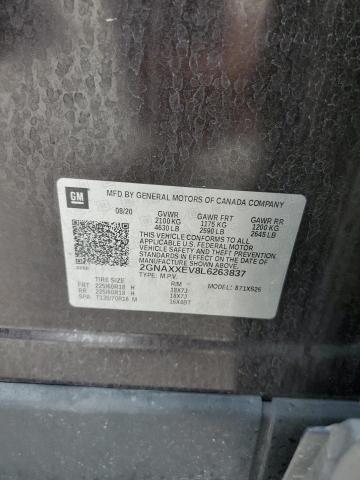 GM
MFD BY GENERAL MOTORS OF CANADA COMPANY
08/20 GVWR GAWR FRT GAWR RR
2100 KG 1175 KG 1200 KG
4630 LB 2590 LB 2645 LB
THIS VEHICLE CONFORMS TO ALL
APPLICABLE U.S. FEDERAL MOTOR
VEHICLE SAFETY, BUMPER, AND THEFT
PREVENTION STANDARDS IN EFFECT ON
THE DATE OF MANUFACTURE SHOWN ABOVE.
2GNAXXEV8L6263837
TYPE: M.P.V. MODEL: 871XS26
TIRE SIZE RIM
FRT 225/60R18 H 18X7J
RR 225/60R18 H 18X7J
SPA T135/70R16 M 16X4BT